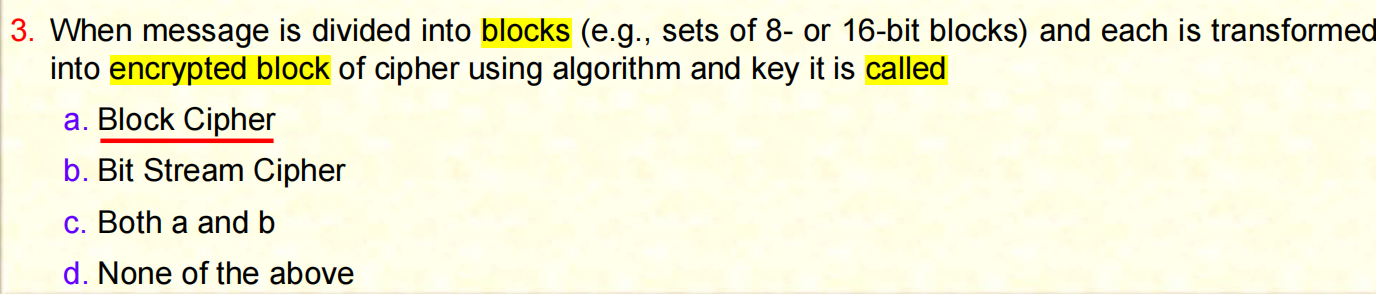 3. When message is divided into blocks (e.g., sets of 8- or 16-bit blocks) and each is transformed
into encrypted block of cipher using algorithm and key it is called
a. Block Cipher
b. Bit Stream Cipher
c. Both a and b
d. None of the above